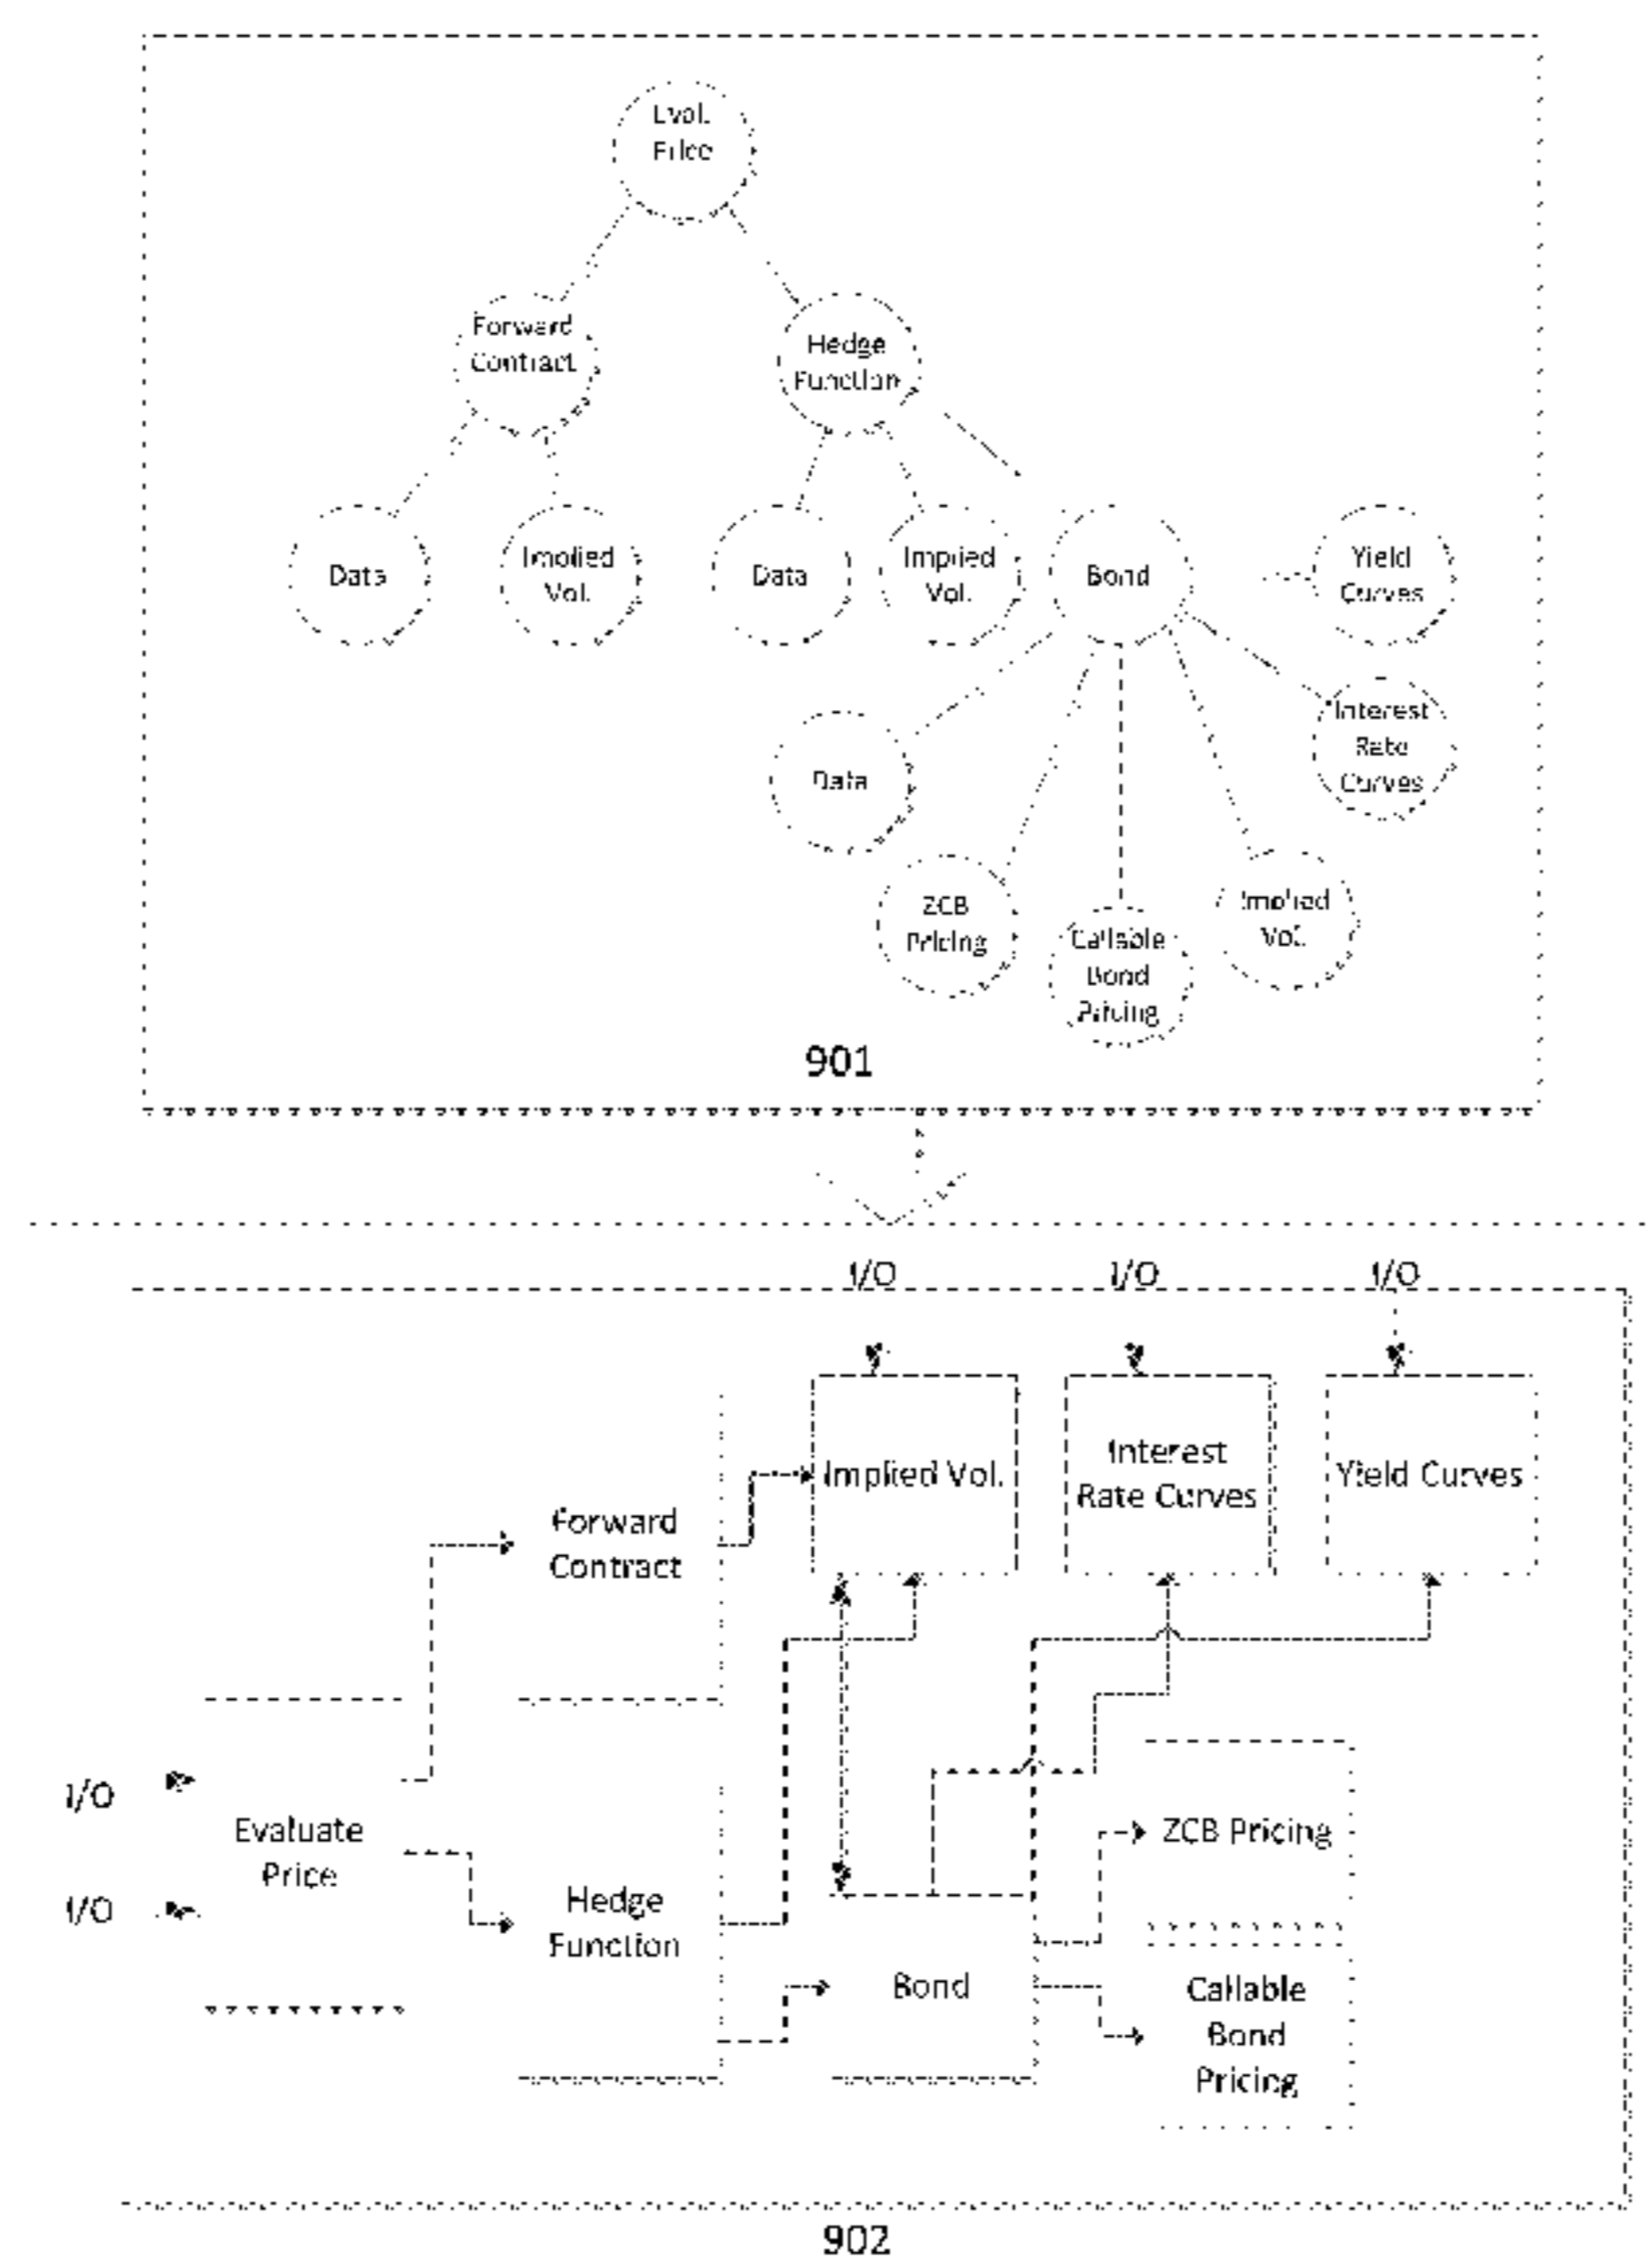 Eval.
Price
Forward
Contract
Hedge
Function
Data
Implied
Vol.
Data
Implied
Vol.
Bond
Yield
Curves
Interest
Rate
Curves
Data
ZCB
Pricing
Callable
Bond
Pricing
Implied
Vol.
901
I/O
I/O
I/O
Implied Vol.
Interest
Rate Curves
Yield Curves
Forward
Contract
I/O
Evaluate
Price
I/O
Hedge
Function
ZCB Pricing
Bond
Callable
Bond
Pricing
902